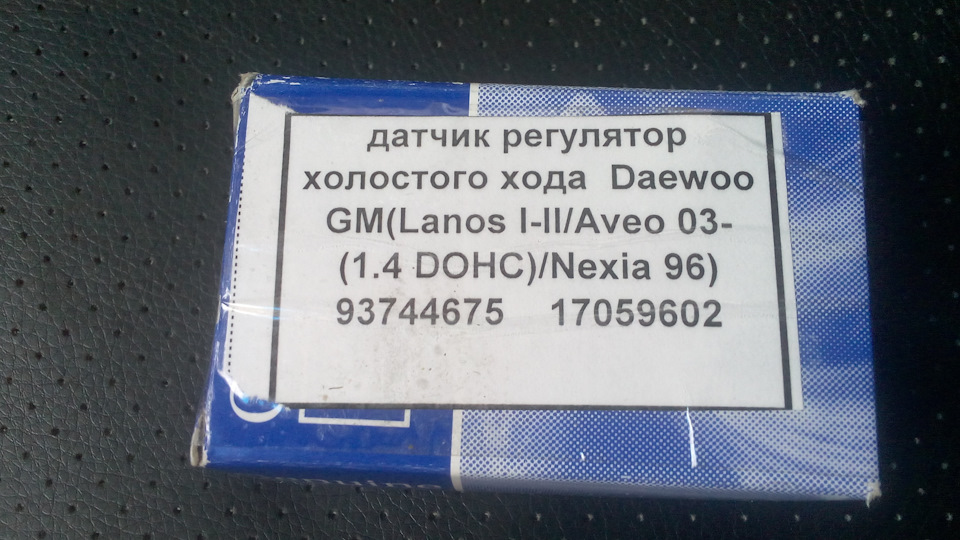 датчик регулятор
холостого хода Daewoo
GM(Lanos I-II/Aveo 03-
(1.4 DOHC)/Nexia 96)
93744675 17059602